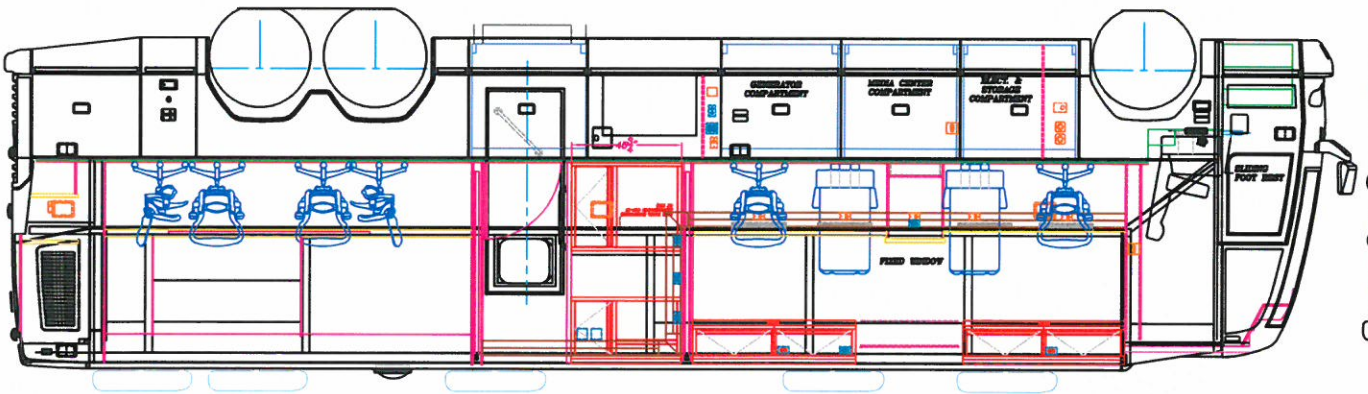 GENERATOR
COMPARTMENT
MEDIA CENTER
COMPARTMENT
ELECT. &
STORAGE
COMPARTMENT
SLIDING
FOOT REST
FIXED WINDOW